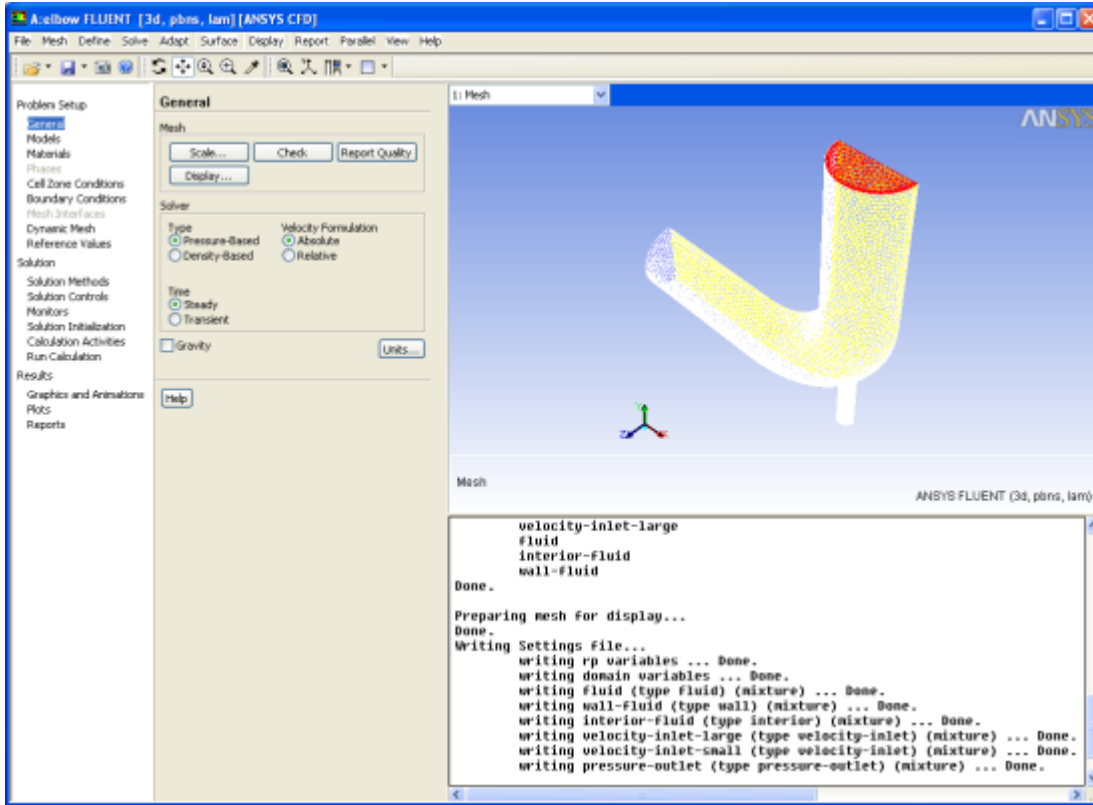 A:elbow FLUENT [3d, pbns, lam] [ANSYS CFD]
File Mesh Define Solve Adapt Surface Display Report Parallel View Help
Problem Setup
General
Models
Materials
Phases
Cell Zone Conditions
Boundary Conditions
Mesh Interfaces
Dynamic Mesh
Reference Values
Solution
Solution Methods
Solution Controls
Monitors
Solution Initialization
Calculation Activities
Run Calculation
Results
Graphics and Animations
Plots
Reports
General
Mesh
Scale... Check Report Quality
Display...
Solver
Type Velocity Formulation
Pressure-Based Absolute
Density-Based Relative
Time
Steady
Transient
Gravity Units...
Help
1: Mesh
ANSYS
Y
Z X
Mesh
ANSYS FLUENT (3d, pbns, lam)
velocity-inlet-large
fluid
interior-fluid
wall-fluid
Done.
Preparing mesh for display...
Done.
Writing Settings file...
writing rp variables ... Done.
writing domain variables ... Done.
writing fluid (type fluid) (mixture) ... Done.
writing wall-fluid (type wall) (mixture) ... Done.
writing interior-fluid (type interior) (mixture) ... Done.
writing velocity-inlet-large (type velocity-inlet) (mixture) ... Done.
writing velocity-inlet-small (type velocity-inlet) (mixture) ... Done.
writing pressure-outlet (type pressure-outlet) (mixture) ... Done.